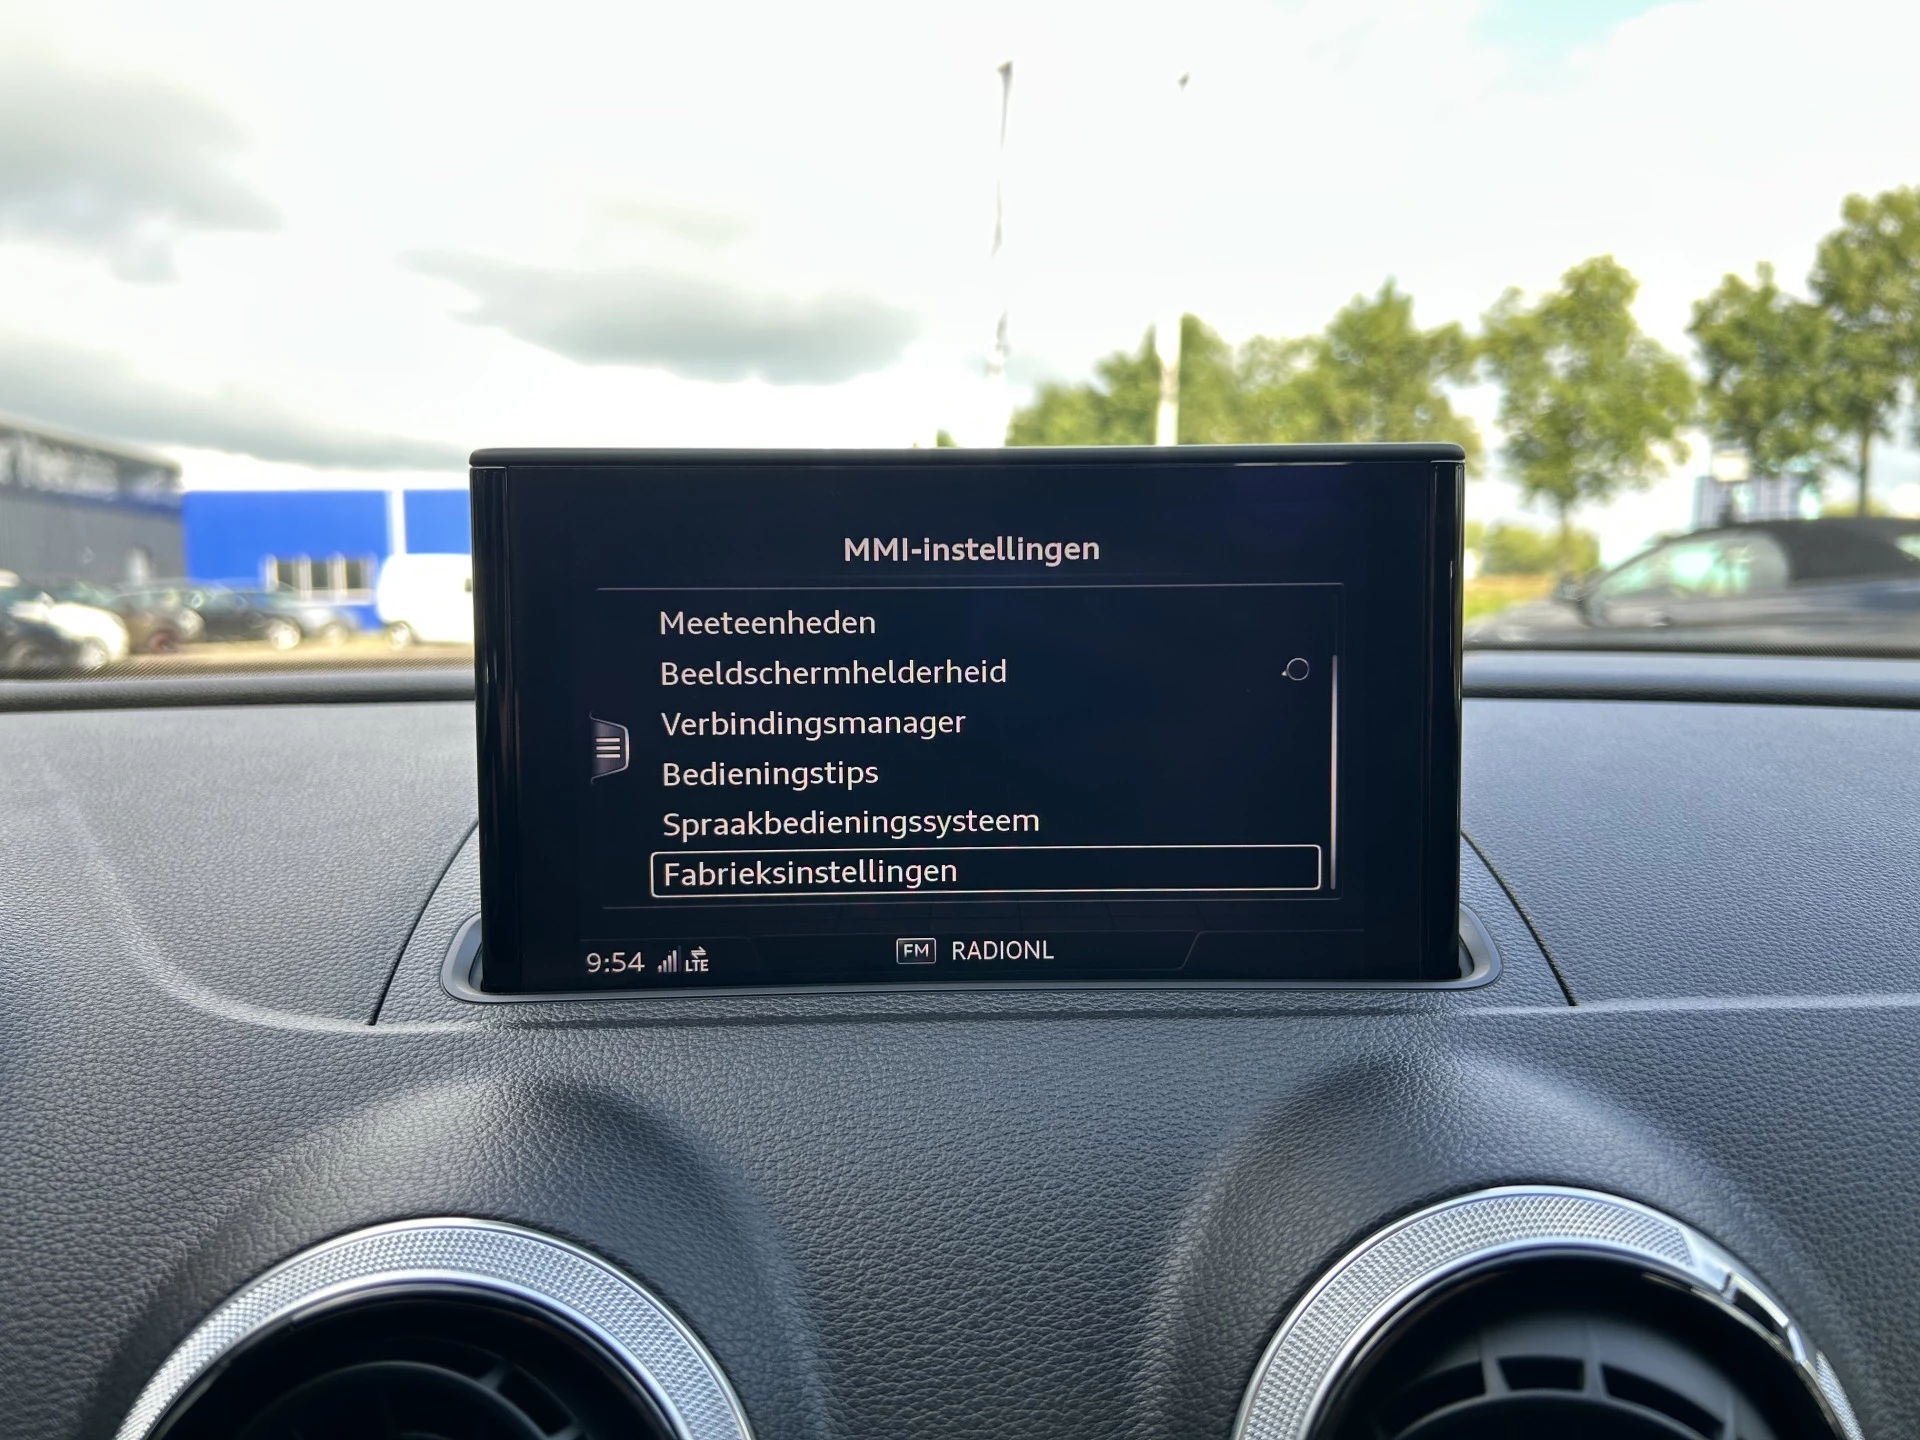 MMI-instellingen
Meeteenheden
Beeldschermhelderheid
Verbindingsmanager
Bedieningstips
Spraakbedieningssysteem
Fabrieksinstellingen
9:54 LTE
FM RADIONL